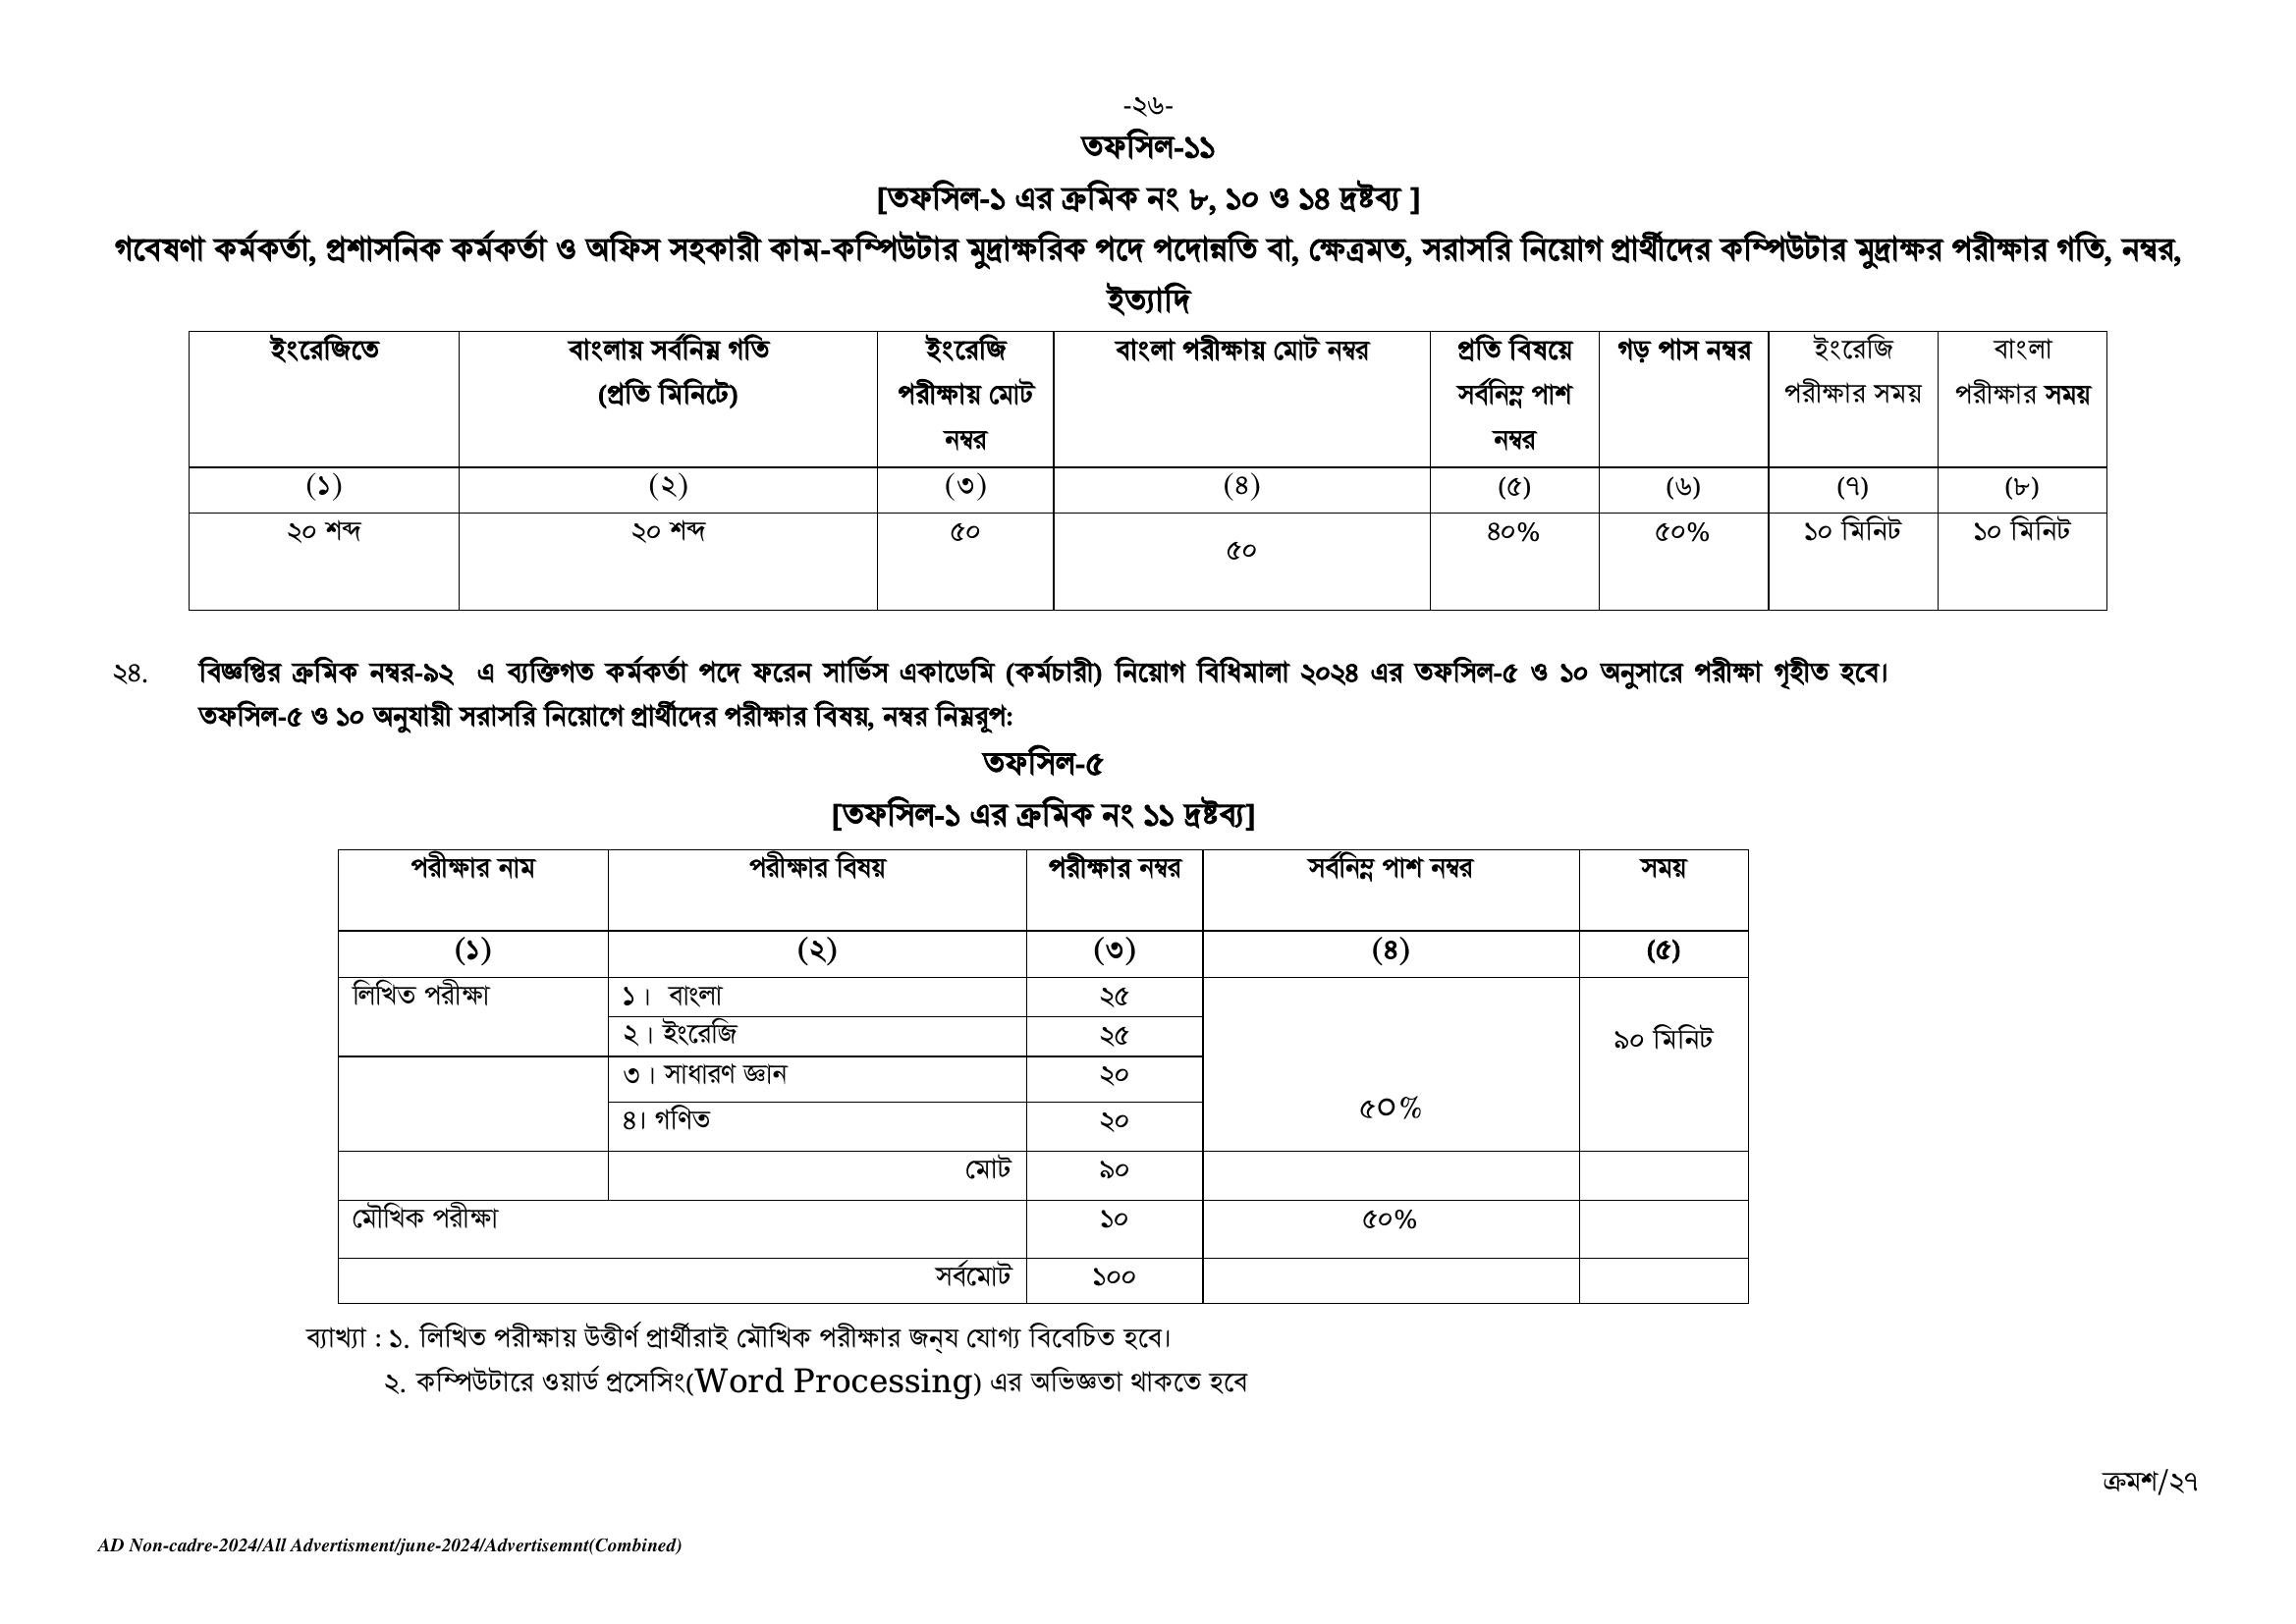 -২৬-
তফসিল-১১
[তফসিল-১ এর ক্রমিক নং ৮, ১০ ও ১৪ দ্রষ্টব্য ]
গবেষণা কর্মকর্তা, প্রশাসনিক কর্মকর্তা ও অফিস সহকারী কাম-কম্পিউটার মুদ্রাক্ষরিক পদে পদোন্নতি বা, ক্ষেত্রমত, সরাসরি নিয়োগ প্রার্থীদের কম্পিউটার মুদ্রাক্ষর পরীক্ষার গতি, নম্বর,
ইত্যাদি
ইংরেজিতে বাংলায় সর্বনিম্ন গতি ইংরেজি বাংলা পরীক্ষায় মোট নম্বর প্রতি বিষয়ে গড় পাস নম্বর ইংরেজি বাংলা
(প্রতি মিনিটে) পরীক্ষায় মোট সর্বনিম্ন পাশ পরীক্ষার সময় পরীক্ষার সময়
নম্বর নম্বর
(১) (২) (৩) (৪) (৫) (৬) (৭) (৮)
২০ শব্দ ২০ শব্দ ৫০ ৫০ ৪০% ৫০% ১০ মিনিট ১০ মিনিট
২৪. বিজ্ঞপ্তির ক্রমিক নম্বর-৯২ এ ব্যক্তিগত কর্মকর্তা পদে ফরেন সার্ভিস একাডেমি (কর্মচারী) নিয়োগ বিধিমালা ২০২৪ এর তফসিল-৫ ও ১০ অনুসারে পরীক্ষা গৃহীত হবে।
তফসিল-৫ ও ১০ অনুযায়ী সরাসরি নিয়োগে প্রার্থীদের পরীক্ষার বিষয়, নম্বর নিম্নরূপ:
তফসিল-৫
[তফসিল-১ এর ক্রমিক নং ১১ দ্রষ্টব্য]
পরীক্ষার নাম পরীক্ষার বিষয় পরীক্ষার নম্বর সর্বনিম্ন পাশ নম্বর সময়
(১) (২) (৩) (৪) (৫)
লিখিত পরীক্ষা ১। বাংলা ২৫
২। ইংরেজি ২৫ ৯০ মিনিট
৩। সাধারণ জ্ঞান ২০
৪। গণিত ২০ ৫০%
মোট ৯০
মৌখিক পরীক্ষা ১০ ৫০%
সর্বমোট ১০০
ব্যাখ্যা : ১. লিখিত পরীক্ষায় উত্তীর্ণ প্রার্থীরাই মৌখিক পরীক্ষার জন্‌য যোগ্য বিবেচিত হবে।
২. কম্পিউটারে ওয়ার্ড প্রসেসিং(Word Processing) এর অভিজ্ঞতা থাকতে হবে
ক্রমশ/২৭
AD Non-cadre-2024/All Advertisment/june-2024/Advertisemnt(Combined)